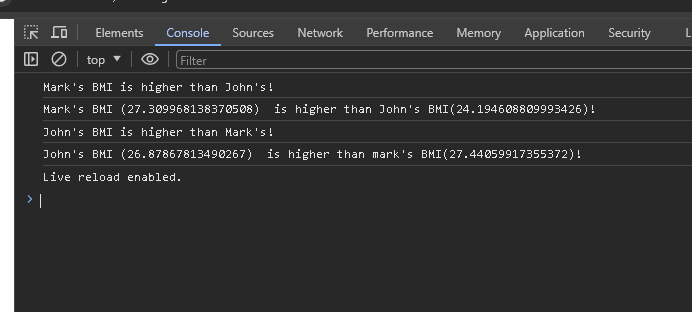 Elements Console Sources Network Performance Memory Application Security
top Filter
Mark's BMI is higher than John's!
Mark's BMI (27.309968138370508)  is higher than John's BMI(24.194608809993426)!
John's BMI is higher than Mark's!
John's BMI (26.87867813490267)  is higher than mark's BMI(27.44059917355372)!
Live reload enabled.